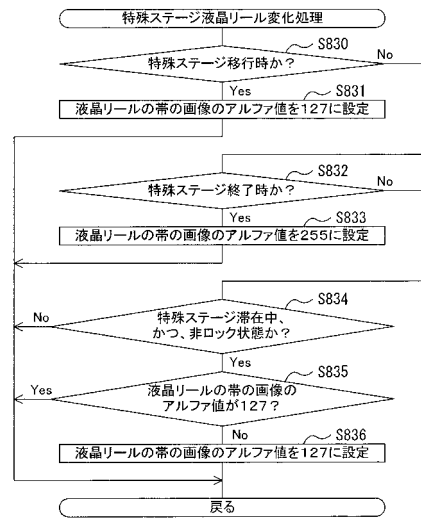 特殊ステージ液晶リール変化処理
S830
特殊ステージ移行時か?
No
Yes
S831
液晶リールの帯の画像のアルファ値を127に設定
S832
特殊ステージ終了時か?
No
Yes
S833
液晶リールの帯の画像のアルファ値を255に設定
S834
特殊ステージ滞在中、
かつ、非ロック状態か?
No
Yes
S835
液晶リールの帯の画像の
アルファ値が127?
Yes
No
S836
液晶リールの帯の画像のアルファ値を127に設定
戻る